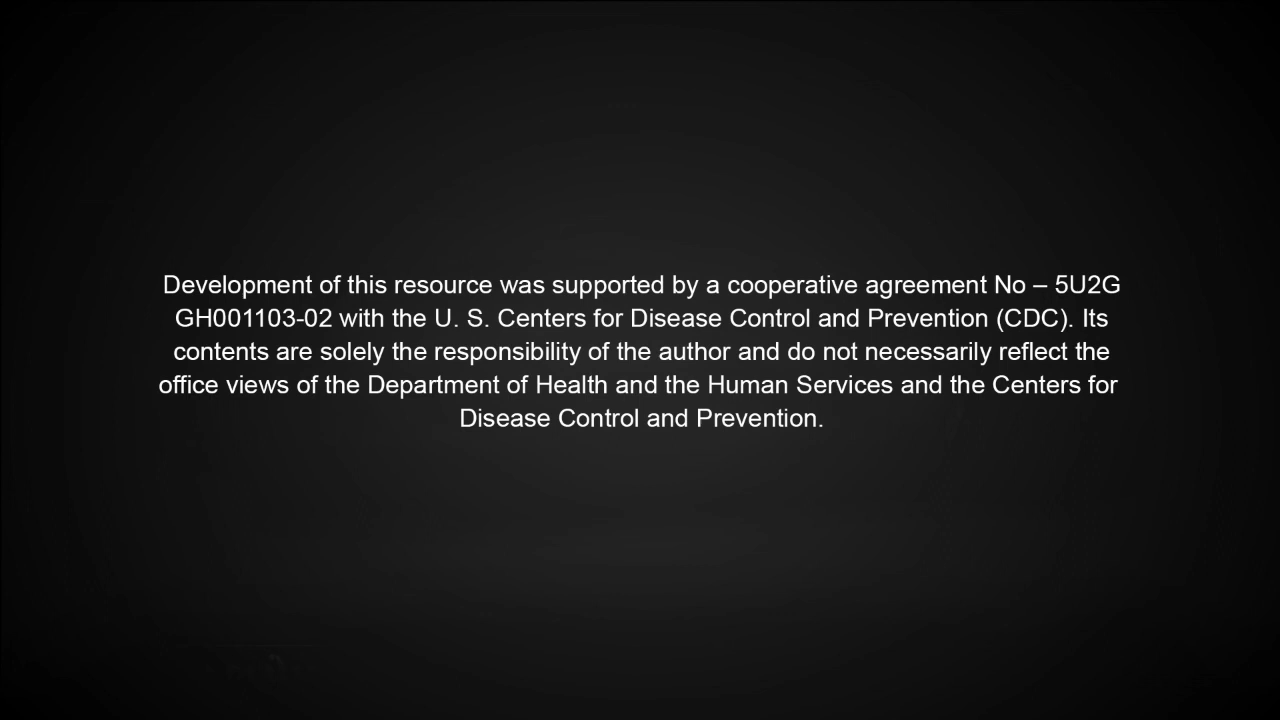 Development of this resource was supported by a cooperative agreement No – 5U2G
GH001103-02 with the U. S. Centers for Disease Control and Prevention (CDC). Its
contents are solely the responsibility of the author and do not necessarily reflect the
office views of the Department of Health and the Human Services and the Centers for
Disease Control and Prevention.